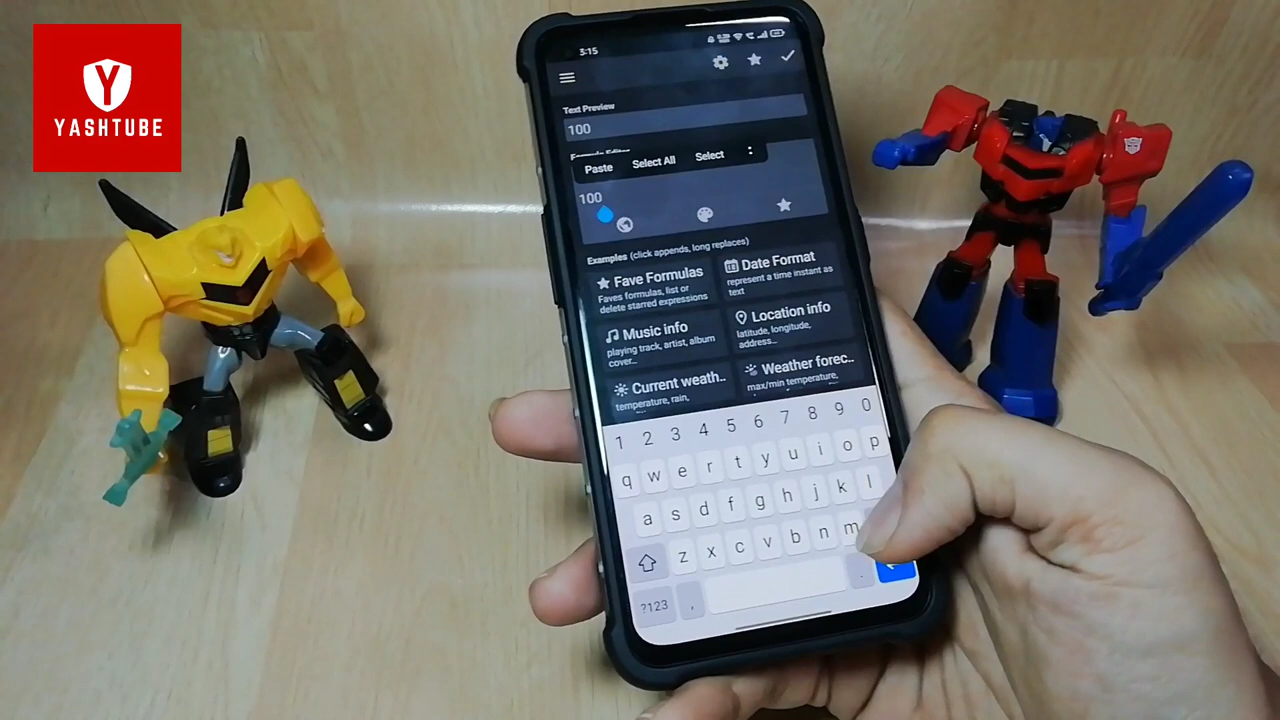 YASHTUBE
3:15
Text Preview
100
Paste Select All Select
100
Examples (click appends, long replaces)
Fave Formulas
Faves formulas, list or
delete starred expressions
Date Format
represent a time instant as
text
Music info
playing track, artist, album
cover...
Location info
latitude, longitude,
address...
Current weath..
temperature, rain,
Weather forec..
max/min temperature,
1 2 3 4 5 6 7 8 9 0
q w e r t y u i o p
a s d f g h j k l
z x c v b n m
?123 , .